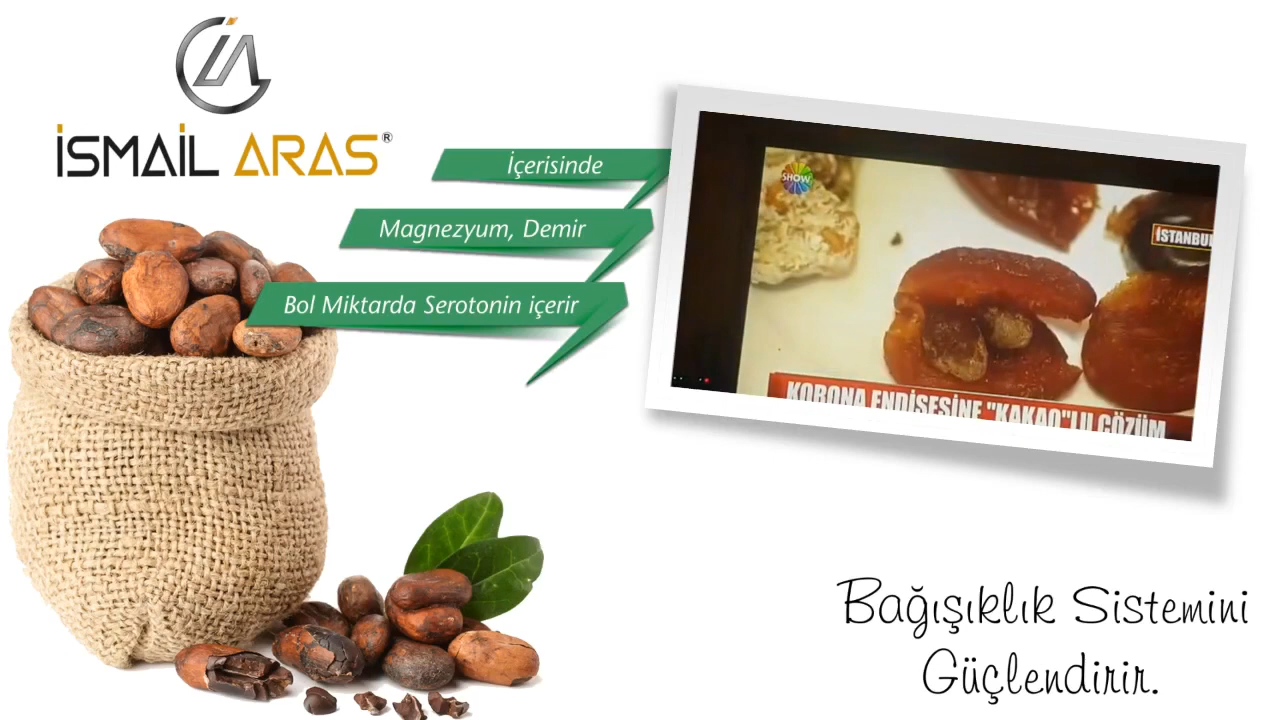 İSMAİL ARAS®
İçerisinde
Magnezyum, Demir
Bol Miktarda Serotonin içerir
SHOW
İSTANBUL
KORONA ENDİŞESİNE "KAKAO"LU ÇÖZÜM
Bağışıklık Sistemini
Güçlendirir.